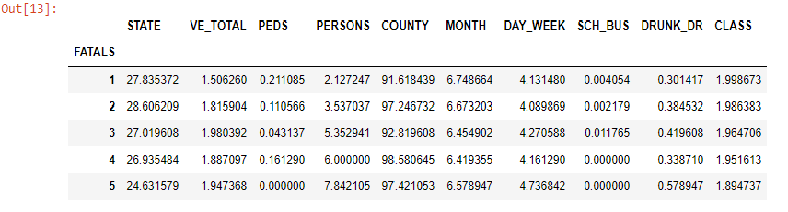 Out[13]:
STATE VE_TOTAL PEDS PERSONS COUNTY MONTH DAY_WEEK SCH_BUS DRUNK_DR CLASS
FATALS
1 27.835372 1.506260 0.211085 2.127247 91.618439 6.748664 4.131480 0.004054 0.301417 1.998673
2 28.606209 1.815904 0.110566 3.537037 97.246732 6.673203 4.089869 0.002179 0.384532 1.986383
3 27.019608 1.980392 0.043137 5.352941 92.819608 6.454902 4.270588 0.011765 0.419608 1.964706
4 26.935484 1.887097 0.161290 6.000000 98.580645 6.419355 4.161290 0.000000 0.338710 1.951613
5 24.631579 1.947368 0.000000 7.842105 97.421053 6.578947 4.736842 0.000000 0.578947 1.894737